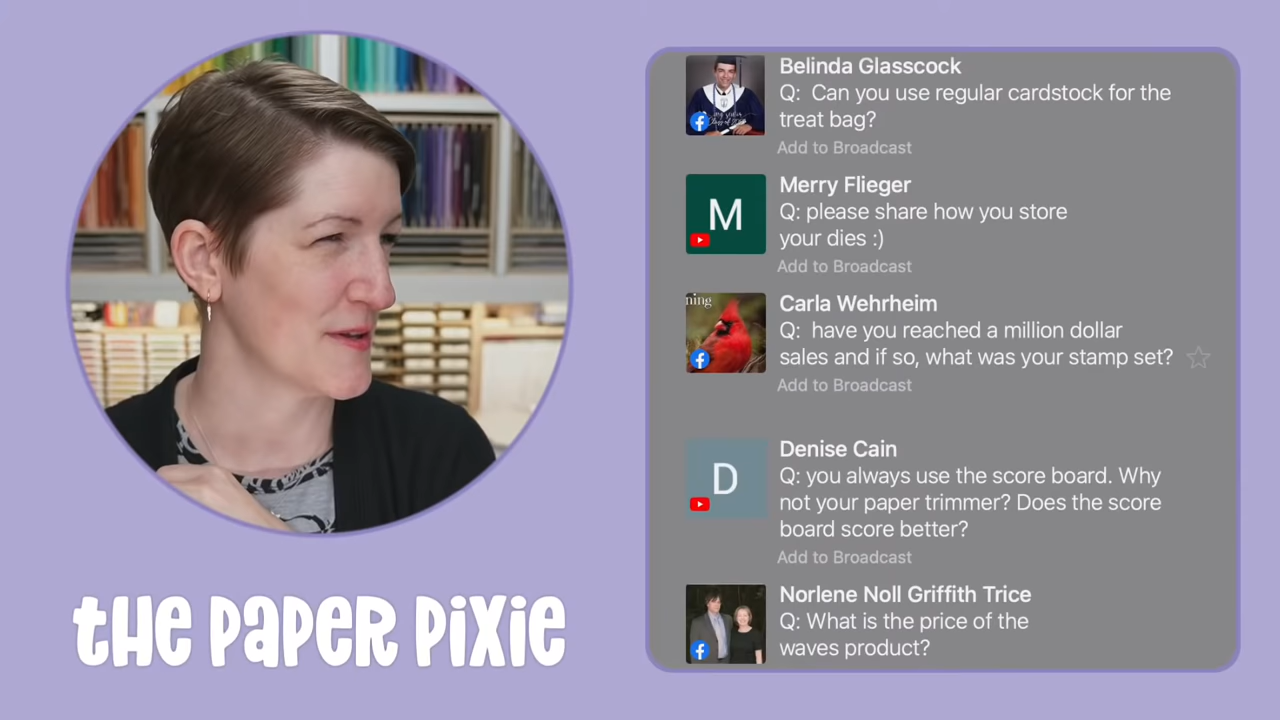 Belinda Glasscock
Q: Can you use regular cardstock for the
treat bag?
Add to Broadcast
M
Merry Flieger
Q: please share how you store
your dies :)
Add to Broadcast
ning
Carla Wehrheim
Q: have you reached a million dollar
sales and if so, what was your stamp set?
Add to Broadcast
D
Denise Cain
Q: you always use the score board. Why
not your paper trimmer? Does the score
board score better?
Add to Broadcast
Norlene Noll Griffith Trice
Q: What is the price of the
waves product?
the PAPER PiXiE